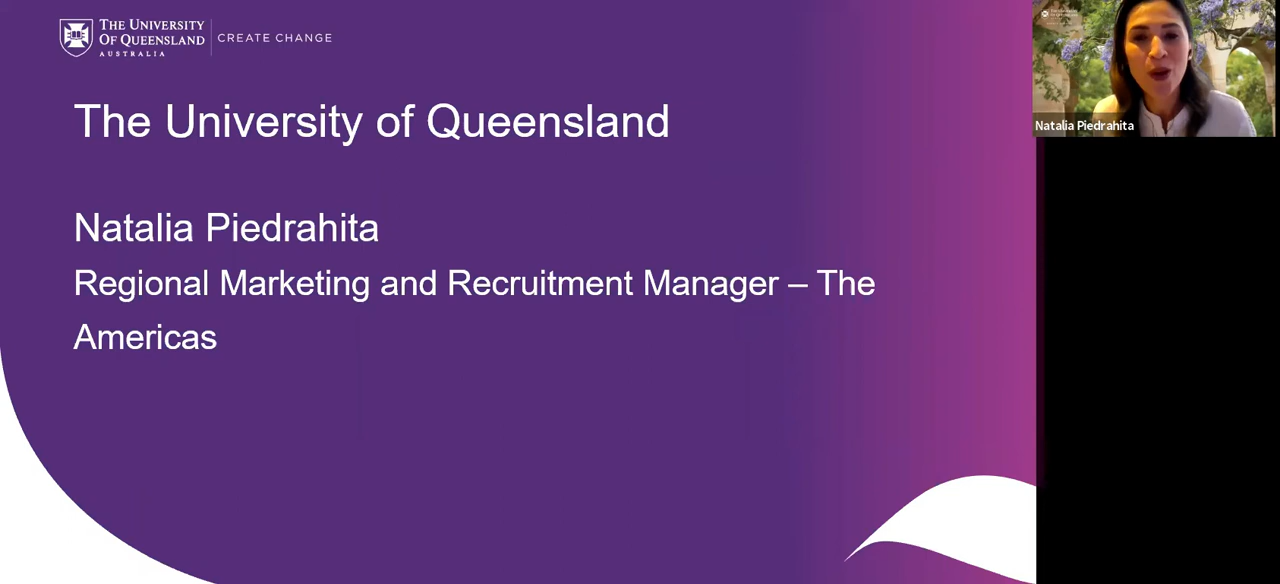 THE UNIVERSITY
OF QUEENSLAND
AUSTRALIA
CREATE CHANGE
The University of Queensland
Natalia Piedrahita
Regional Marketing and Recruitment Manager – The
Americas
Natalia Piedrahita